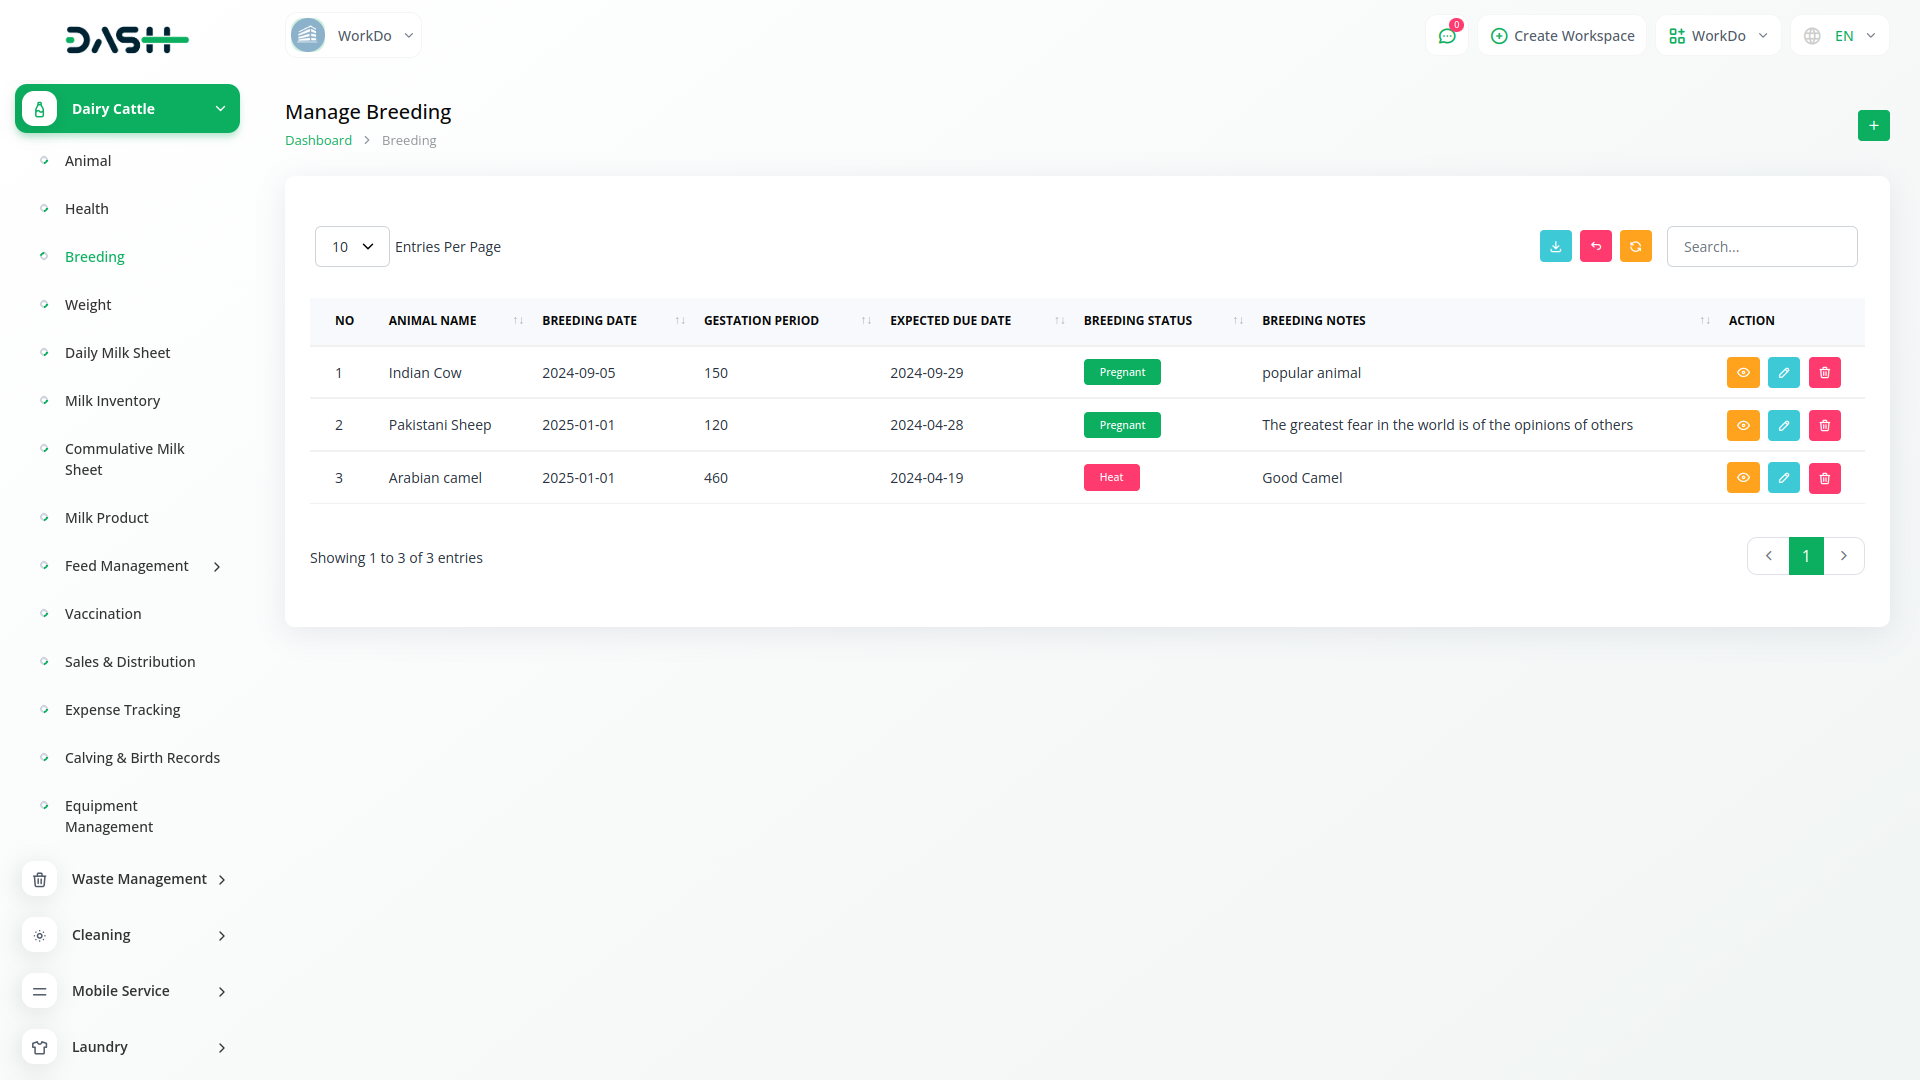 DASH
WorkDo
0
Create Workspace
WorkDo
EN
Dairy Cattle
Animal
Health
Breeding
Weight
Daily Milk Sheet
Milk Inventory
Commulative Milk
Sheet
Milk Product
Feed Management
Vaccination
Sales & Distribution
Expense Tracking
Calving & Birth Records
Equipment
Management
Waste Management
Cleaning
Mobile Service
Laundry
Manage Breeding
Dashboard > Breeding
10 Entries Per Page
Search...
NO ANIMAL NAME BREEDING DATE GESTATION PERIOD EXPECTED DUE DATE BREEDING STATUS BREEDING NOTES ACTION
1 Indian Cow 2024-09-05 150 2024-09-29 Pregnant popular animal
2 Pakistani Sheep 2025-01-01 120 2024-04-28 Pregnant The greatest fear in the world is of the opinions of others
3 Arabian camel 2025-01-01 460 2024-04-19 Heat Good Camel
Showing 1 to 3 of 3 entries
1